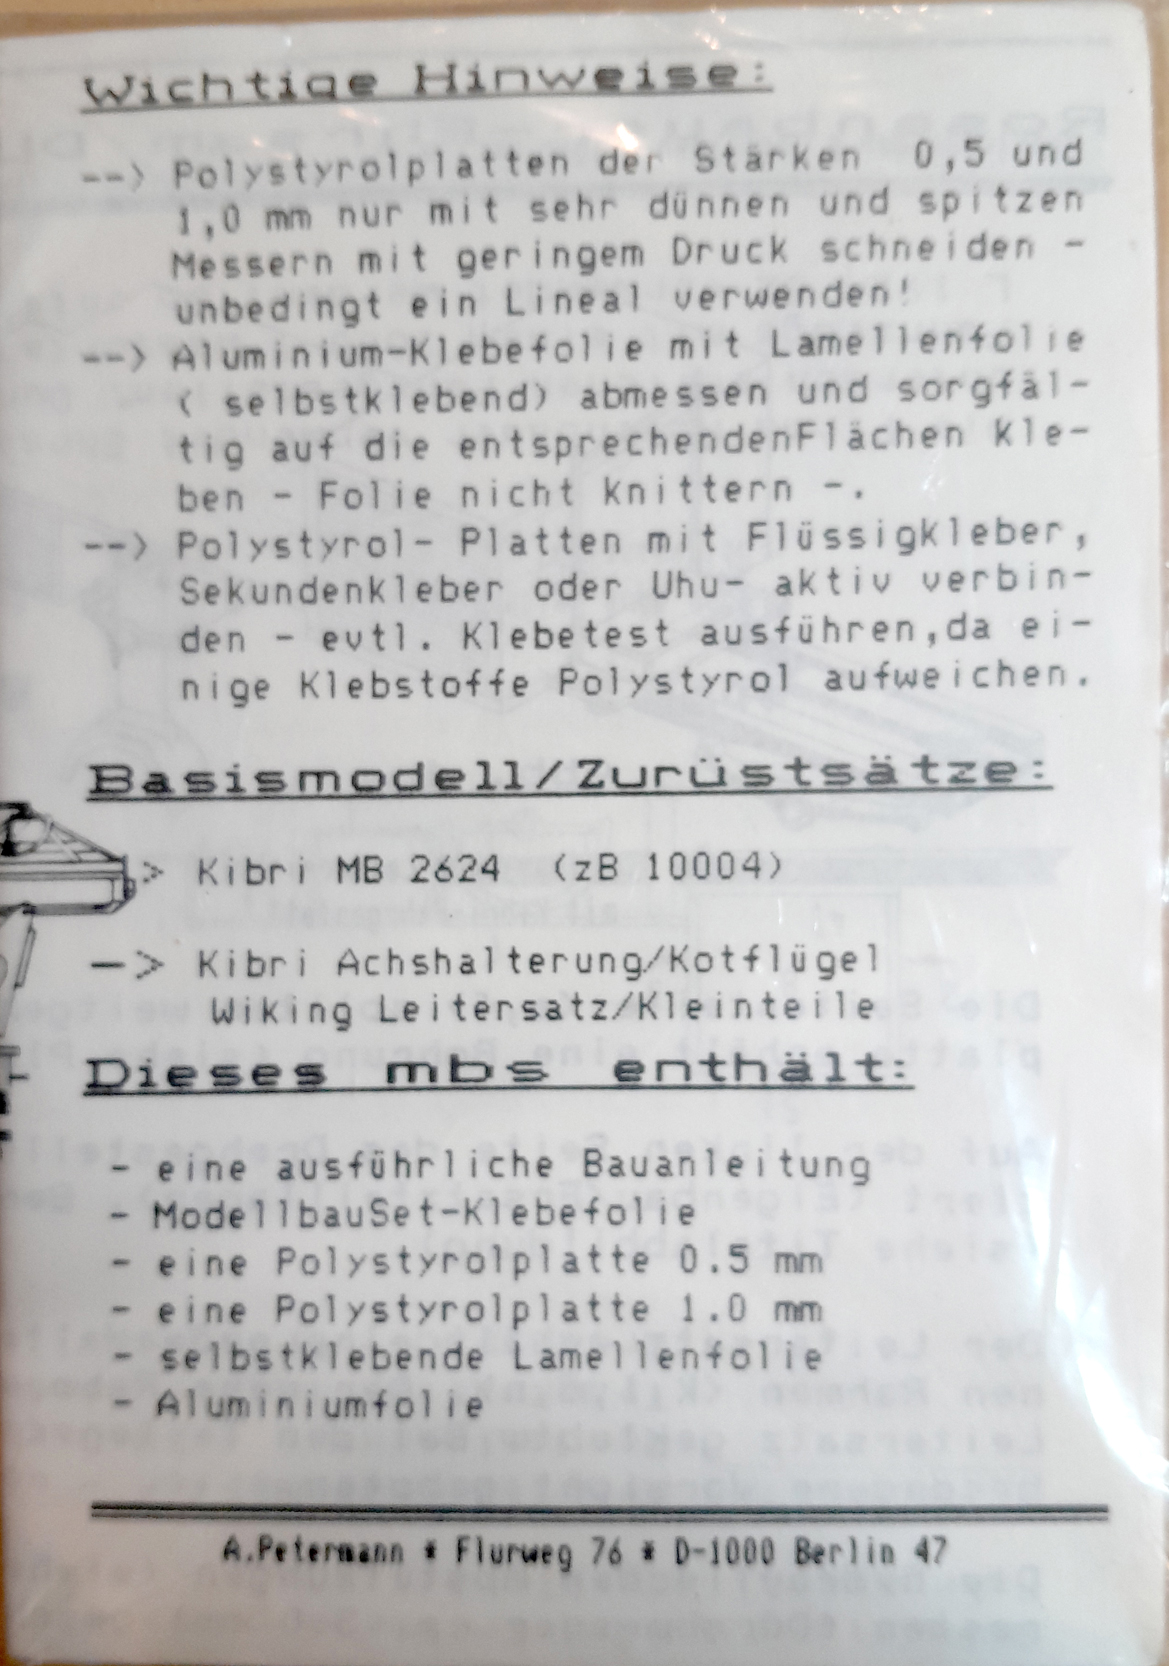 Wichtige Hinweise:
--> Polystyrolplatten der Stärken 0,5 und
1,0 mm nur mit sehr dünnen und spitzen
Messern mit geringem Druck schneiden -
unbedingt ein Lineal verwenden!
--> Aluminium-Klebefolie mit Lamellenfolie
( selbstklebend) abmessen und sorgfäl-
tig auf die entsprechendenFlächen kle-
ben - Folie nicht knittern -.
--> Polystyrol- Platten mit Flüssigkleber,
Sekundenkleber oder Uhu- aktiv verbin-
den - evtl. Klebetest ausführen,da ei-
nige Klebstoffe Polystyrol aufweichen.
Basismodell/Zurüstsätze:
> Kibri MB 2624 (zB 10004)
-> Kibri Achshalterung/Kotflügel
Wiking Leitersatz/Kleinteile
Dieses mbs enthält:
- eine ausführliche Bauanleitung
- ModellbauSet-Klebefolie
- eine Polystyrolplatte 0.5 mm
- eine Polystyrolplatte 1.0 mm
- selbstklebende Lamellenfolie
- Aluminiumfolie
A.Petermann * Flurweg 76 * D-1000 Berlin 47